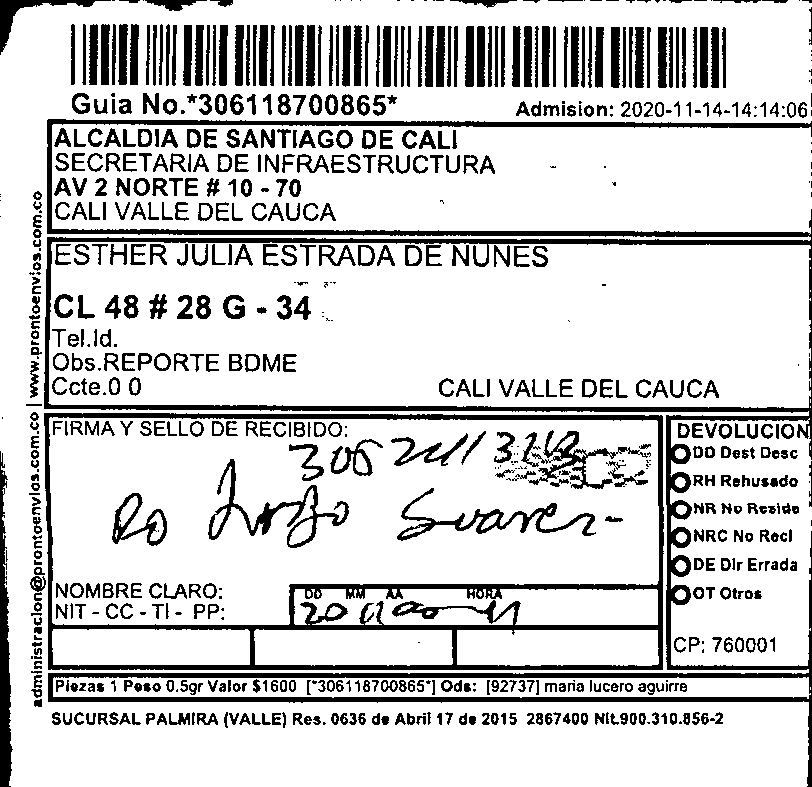 Guia No.*306118700865*
Admision: 2020-11-14-14:14:06
ALCALDIA DE SANTIAGO DE CALI
SECRETARIA DE INFRAESTRUCTURA
AV 2 NORTE # 10 - 70
CALI VALLE DEL CAUCA
ESTHER JULIA ESTRADA DE NUNES
CL 48 # 28 G - 34
Tel.Id.
Obs.REPORTE BDME
Ccte.0 0
CALI VALLE DEL CAUCA
www.prontoenvios.com.co
administracion@prontoenvios.com.co
FIRMA Y SELLO DE RECIBIDO:
Suarez
NOMBRE CLARO:
NIT - CC - TI - PP:
DD MM AA HORA
20
DEVOLUCION
DD Dest Desc
RH Rehusado
NR No Reside
NRC No Recl
DE Dir Errada
OT Otros
CP: 760001
Piezas 1 Peso 0.5gr Valor $1600 [*306118700865*] Ods: [92737] maria lucero aguirre
SUCURSAL PALMIRA (VALLE) Res. 0636 de Abril 17 de 2015 2867400 Nit.900.310.856-2